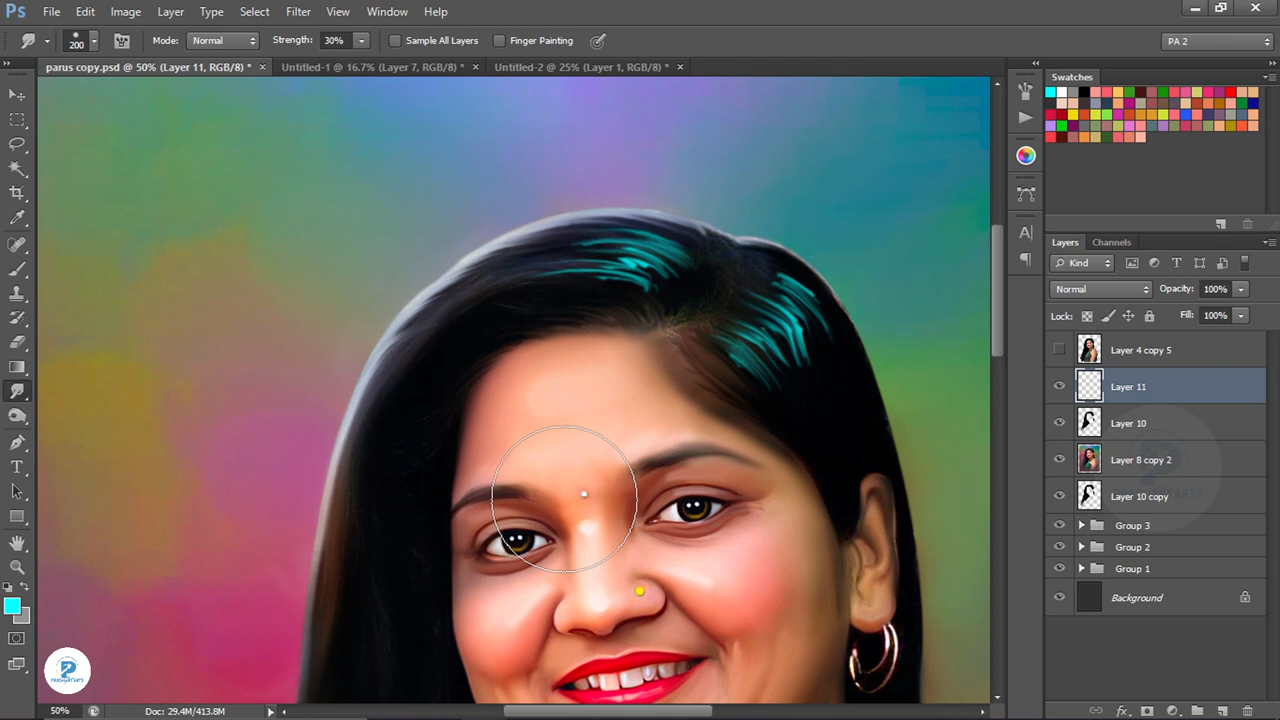 Ps File Edit Image Layer Type Select Filter View Window Help
200 Mode: Normal Strength: 30% Sample All Layers Finger Painting PA 2
parus copy.psd @ 50% (Layer 11, RGB/8) * × Untitled-1 @ 16.7% (Layer 7, RGB/8) * × Untitled-2 @ 25% (Layer 1, RGB/8) * ×
Swatches
Layers Channels
Kind
Normal Opacity: 100%
Lock: Fill: 100%
Layer 4 copy 5
Layer 11
Layer 10
Layer 8 copy 2
Layer 10 copy
Group 3
Group 2
Group 1
Background
50% Doc: 29.4M/413.8M